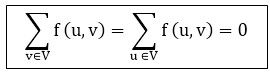 ∑_{v∈V} f (u, v) = ∑_{u ∈V} f (u, v) = 0